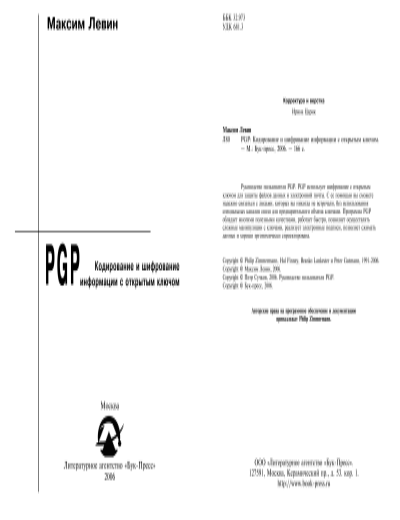 Максим Левин
PGP
Кодирование и шифрование
информации с открытым ключом
Москва
Литературное агентство «Бук-Пресс»
2006
ББК 32.973
УДК 681.3
Корректура и верстка
Ирина Царик
Максим Левин
PGP: Кодирование и шифрование информации с открытым ключом.
— М.: Бук-пресс, 2006. — 166 с.
Руководство пользователя PGP. PGP использует шифрование с открытым
ключом для защиты файлов данных и электронной почты. С ее помощью вы сможете
надежно связаться с людьми, которых вы никогда не встречали, без использования
специальных каналов связи для предварительного обмена ключами. Программа PGP
обладает многими полезными качествами, работает быстро, позволяет осуществлять
сложные манипуляции с ключами, реализует электронные подписи, позволяет сжимать
данные и хорошо эргономически спроектирована.
Copyright © Philip Zimmermann, Hal Finney, Branko Lankester и Peter Gutmann, 1991-2006
Copyright © Максим Левин, 2006.
Copyright © Петр Сучков, 2006. Руководство пользователя PGP.
Copyright © Бук-пресс, 2006.
Авторские права на программное обеспечение и документацию
принадлежат Philip Zimmermann.
ООО «Литературное агентство «Бук-Пресс».
127591, Москва, Керамический пр., д. 53, кор. 1.
http://www.book-press.ru